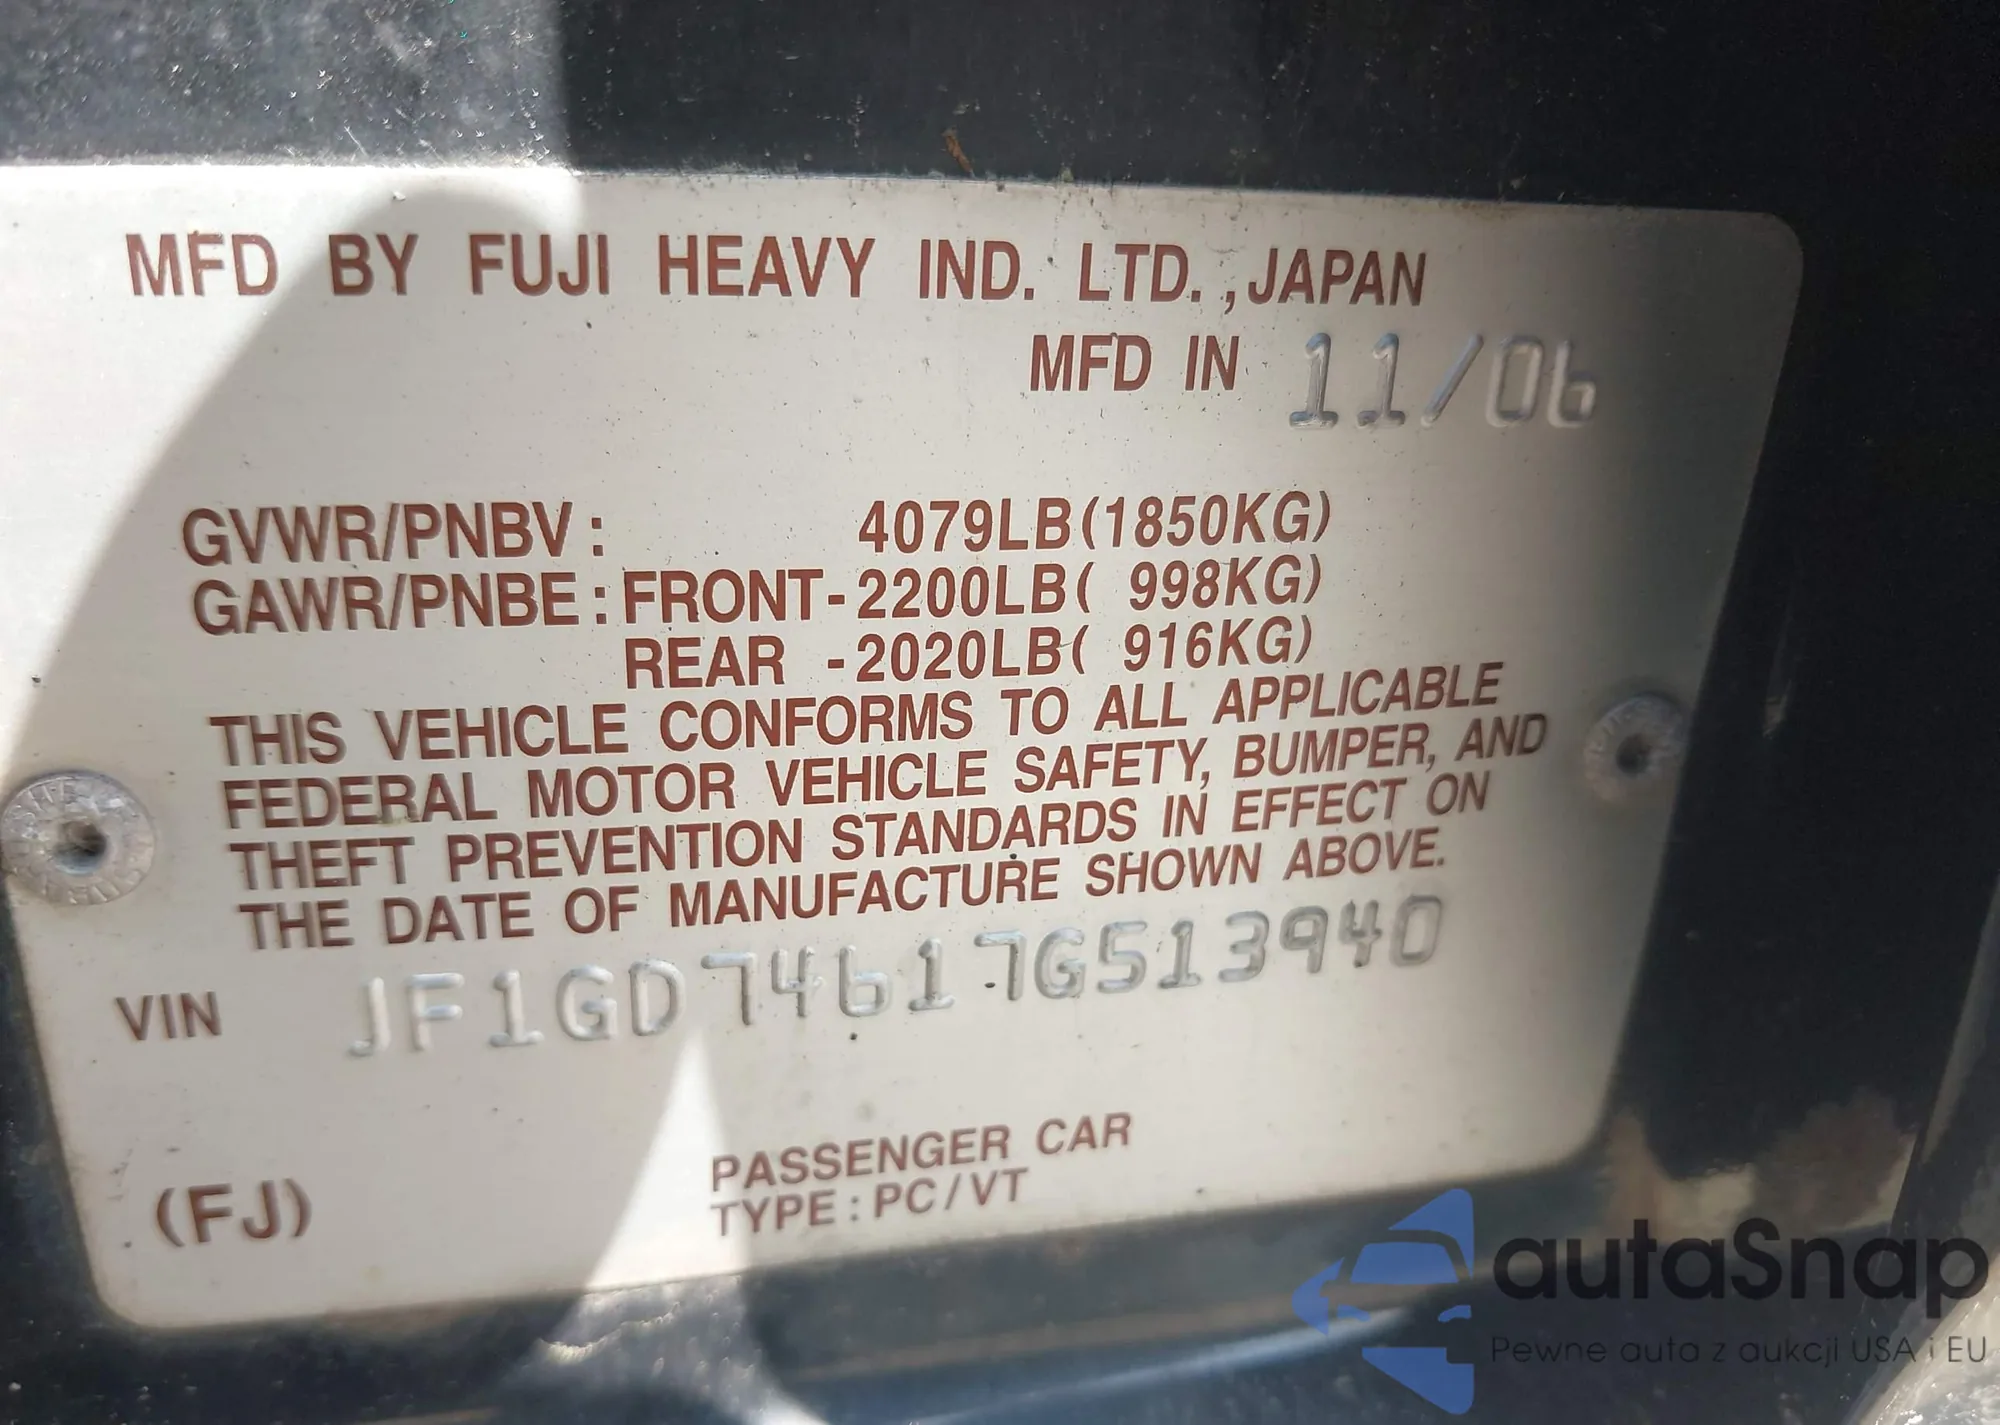 MFD BY FUJI HEAVY IND. LTD., JAPAN
MFD IN 11/06
GVWR/PNBV: 4079LB(1850KG)
GAWR/PNBE: FRONT-2200LB( 998KG)
REAR -2020LB( 916KG)
THIS VEHICLE CONFORMS TO ALL APPLICABLE
FEDERAL MOTOR VEHICLE SAFETY, BUMPER, AND
THEFT PREVENTION STANDARDS IN EFFECT ON
THE DATE OF MANUFACTURE SHOWN ABOVE.
VIN JF1GD74617G513940
PASSENGER CAR
(FJ) TYPE: PC/VT
autaSnap
Pewne auta z aukcji USA i EU